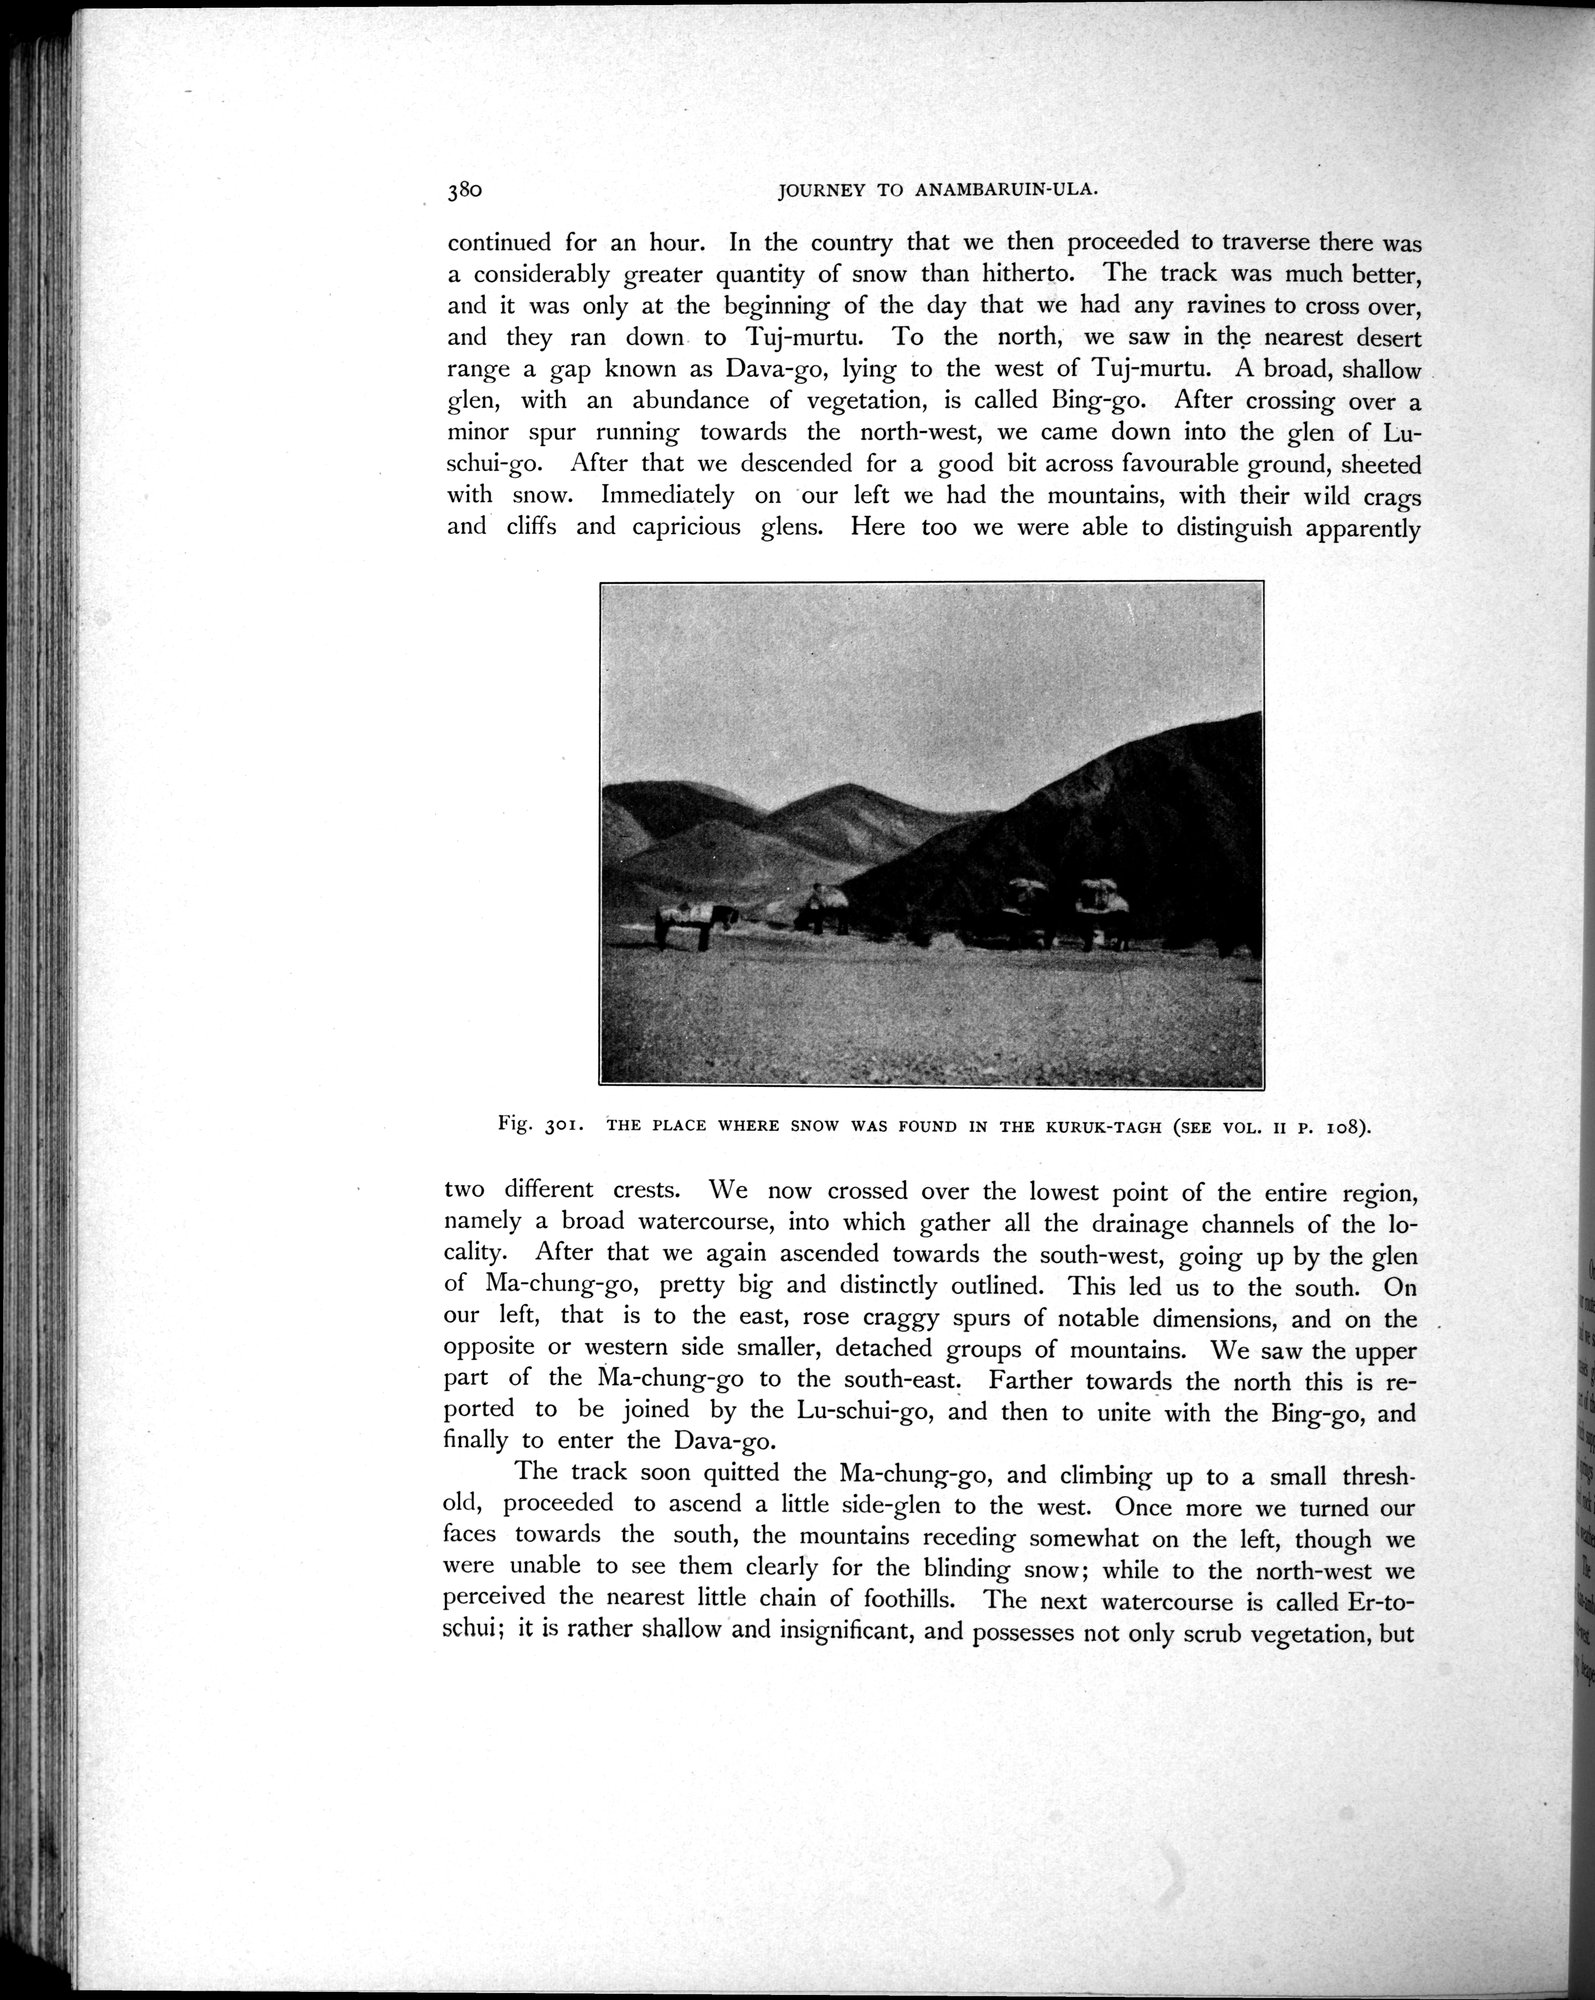 380
JOURNEY TO ANAMBARUIN-ULA.
continued for an hour. In the country that we then proceeded to traverse there was
a considerably greater quantity of snow than hitherto. The track was much better,
and it was only at the beginning of the day that we had any ravines to cross over,
and they ran down to Tuj-murtu. To the north, we saw in the nearest desert
range a gap known as Dava-go, lying to the west of Tuj-murtu. A broad, shallow
glen, with an abundance of vegetation, is called Bing-go. After crossing over a
minor spur running towards the north-west, we came down into the glen of Lu-
schui-go. After that we descended for a good bit across favourable ground, sheeted
with snow. Immediately on our left we had the mountains, with their wild crags
and cliffs and capricious glens. Here too we were able to distinguish apparently
Fig. 301. THE PLACE WHERE SNOW WAS FOUND IN THE KURUK-TAGH (SEE VOL. II P. 108).
two different crests. We now crossed over the lowest point of the entire region,
namely a broad watercourse, into which gather all the drainage channels of the lo-
cality. After that we again ascended towards the south-west, going up by the glen
of Ma-chung-go, pretty big and distinctly outlined. This led us to the south. On
our left, that is to the east, rose craggy spurs of notable dimensions, and on the
opposite or western side smaller, detached groups of mountains. We saw the upper
part of the Ma-chung-go to the south-east. Farther towards the north this is re-
ported to be joined by the Lu-schui-go, and then to unite with the Bing-go, and
finally to enter the Dava-go.
The track soon quitted the Ma-chung-go, and climbing up to a small thresh-
old, proceeded to ascend a little side-glen to the west. Once more we turned our
faces towards the south, the mountains receding somewhat on the left, though we
were unable to see them clearly for the blinding snow; while to the north-west we
perceived the nearest little chain of foothills. The next watercourse is called Er-to-
schui; it is rather shallow and insignificant, and possesses not only scrub vegetation, but